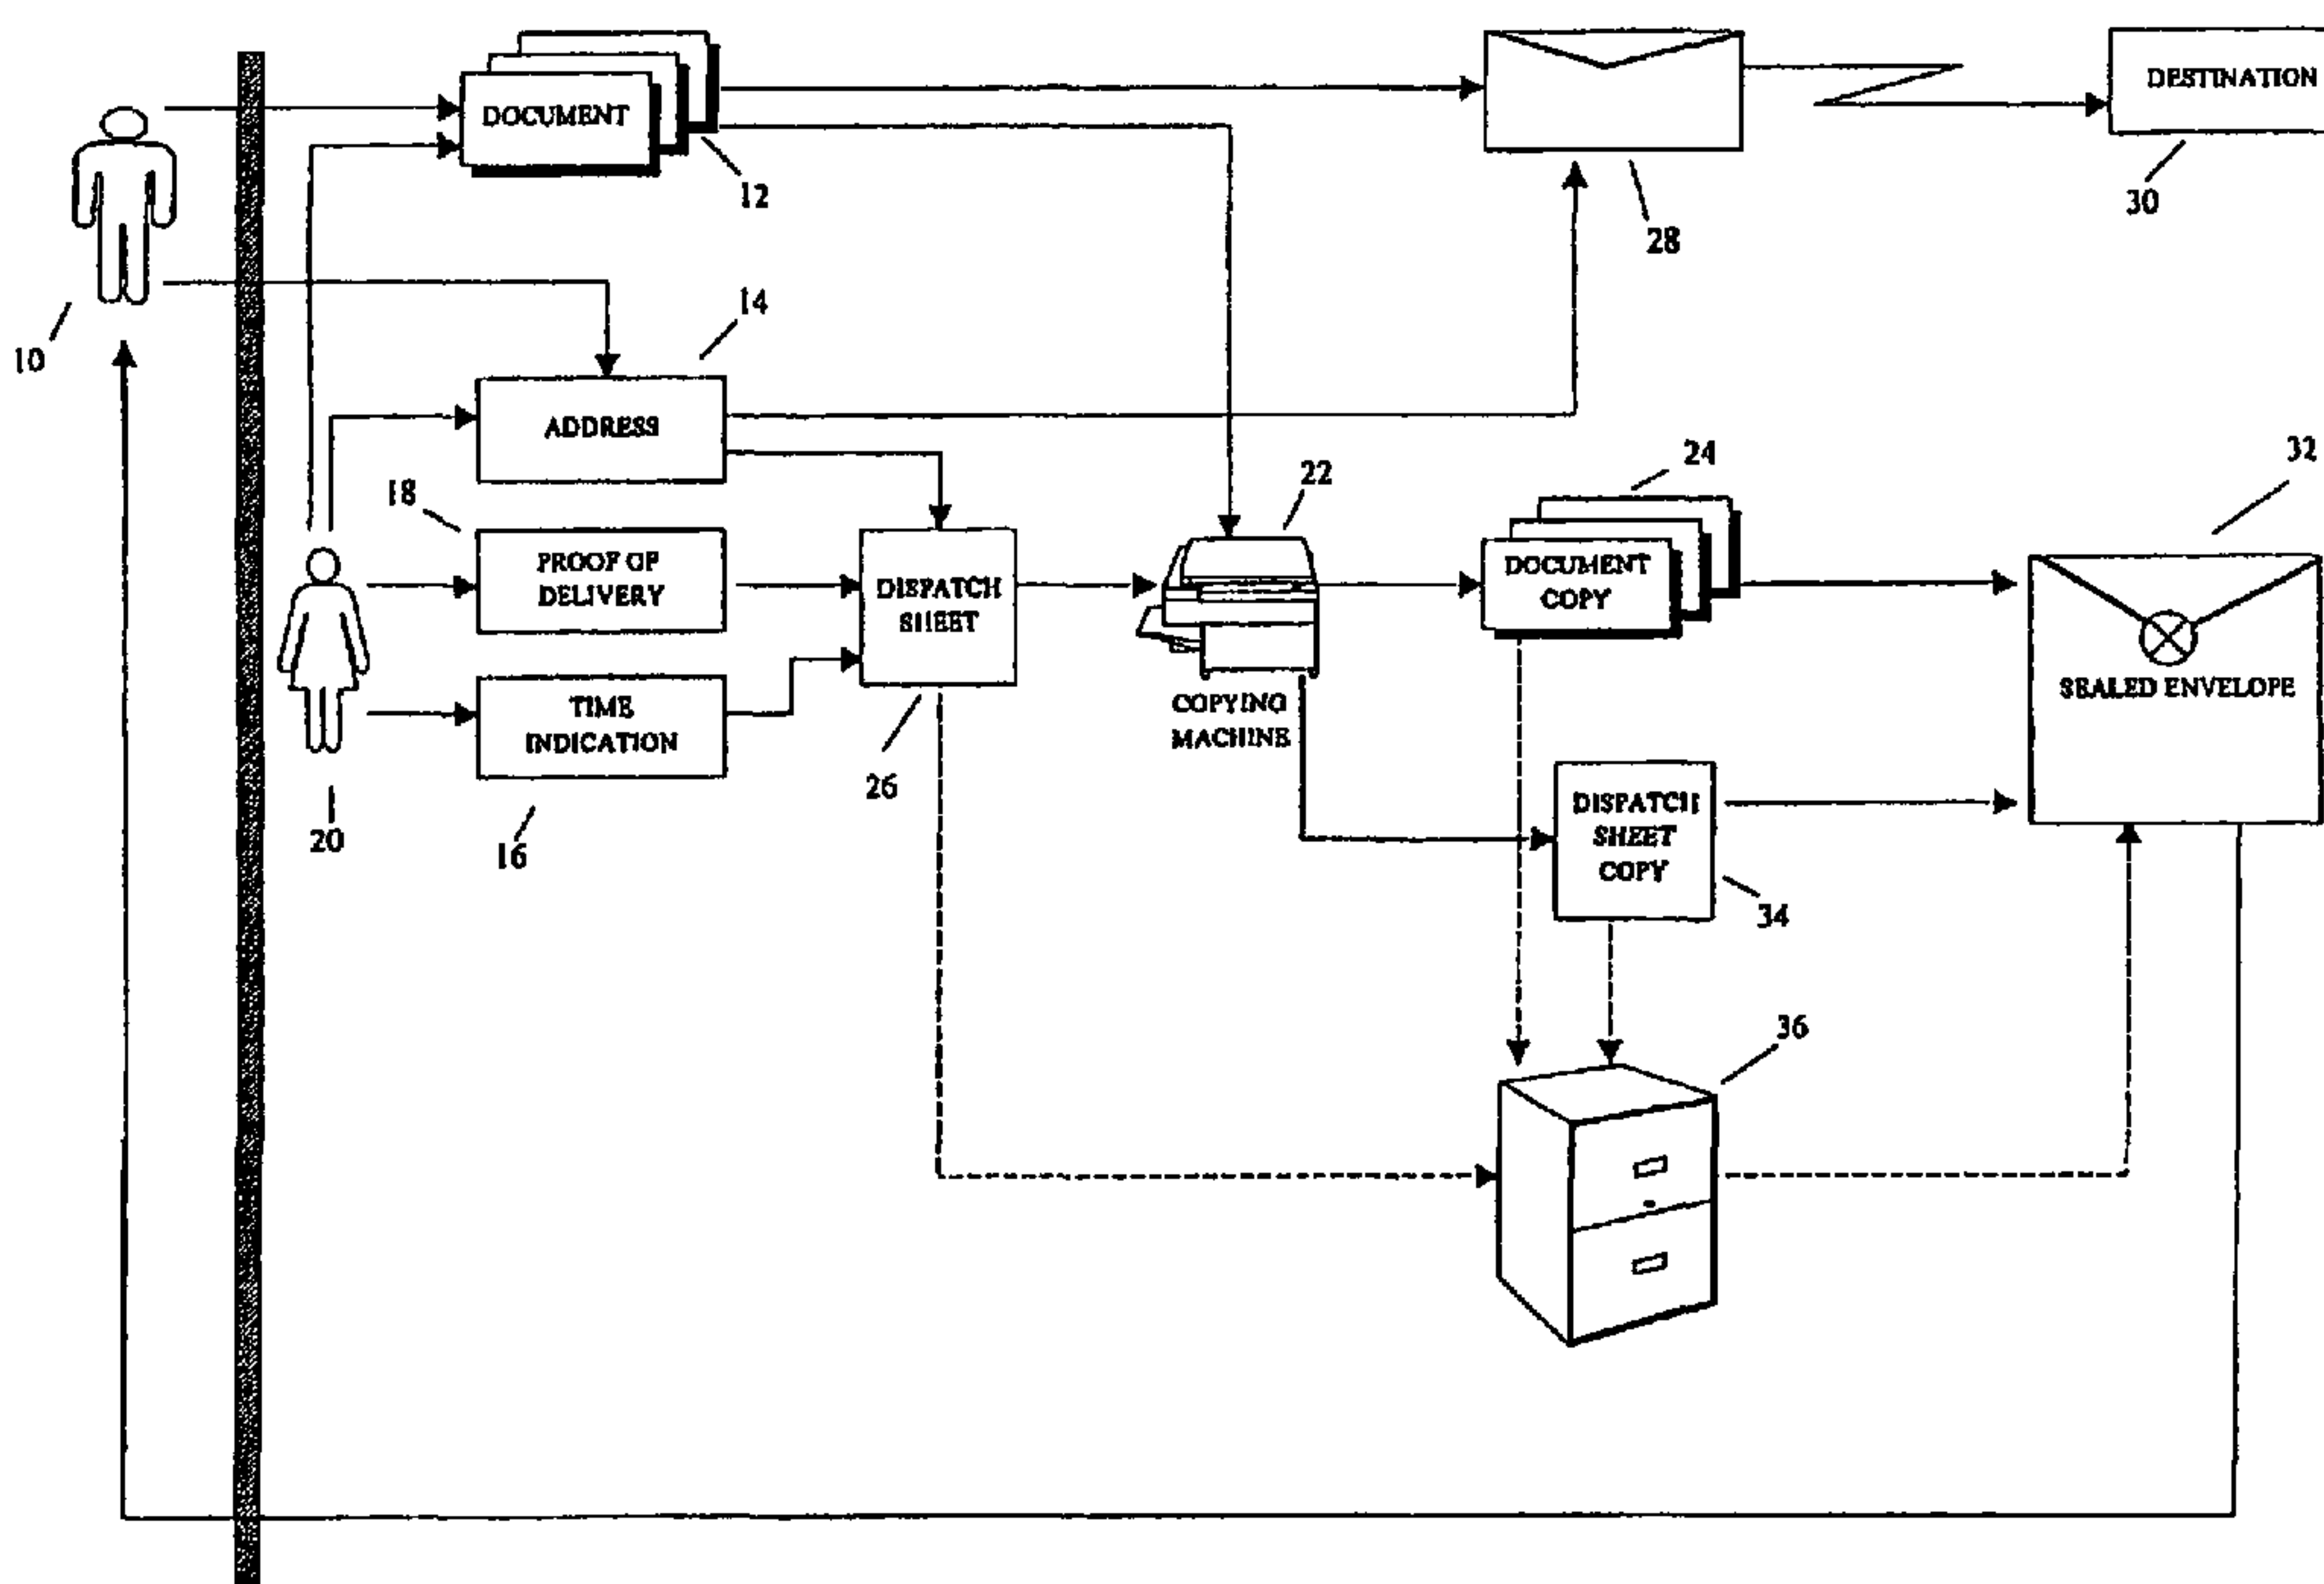 DOCUMENT
12
28
DESTINATION
30
10
14
ADDRESS
18
PROOF OF
DELIVERY
TIME
INDICATION
16
20
DISPATCH
SHEET
26
22
COPYING
MACHINE
24
DOCUMENT
COPY
DISPATCH
SHEET
COPY
34
32
SEALED ENVELOPE
36